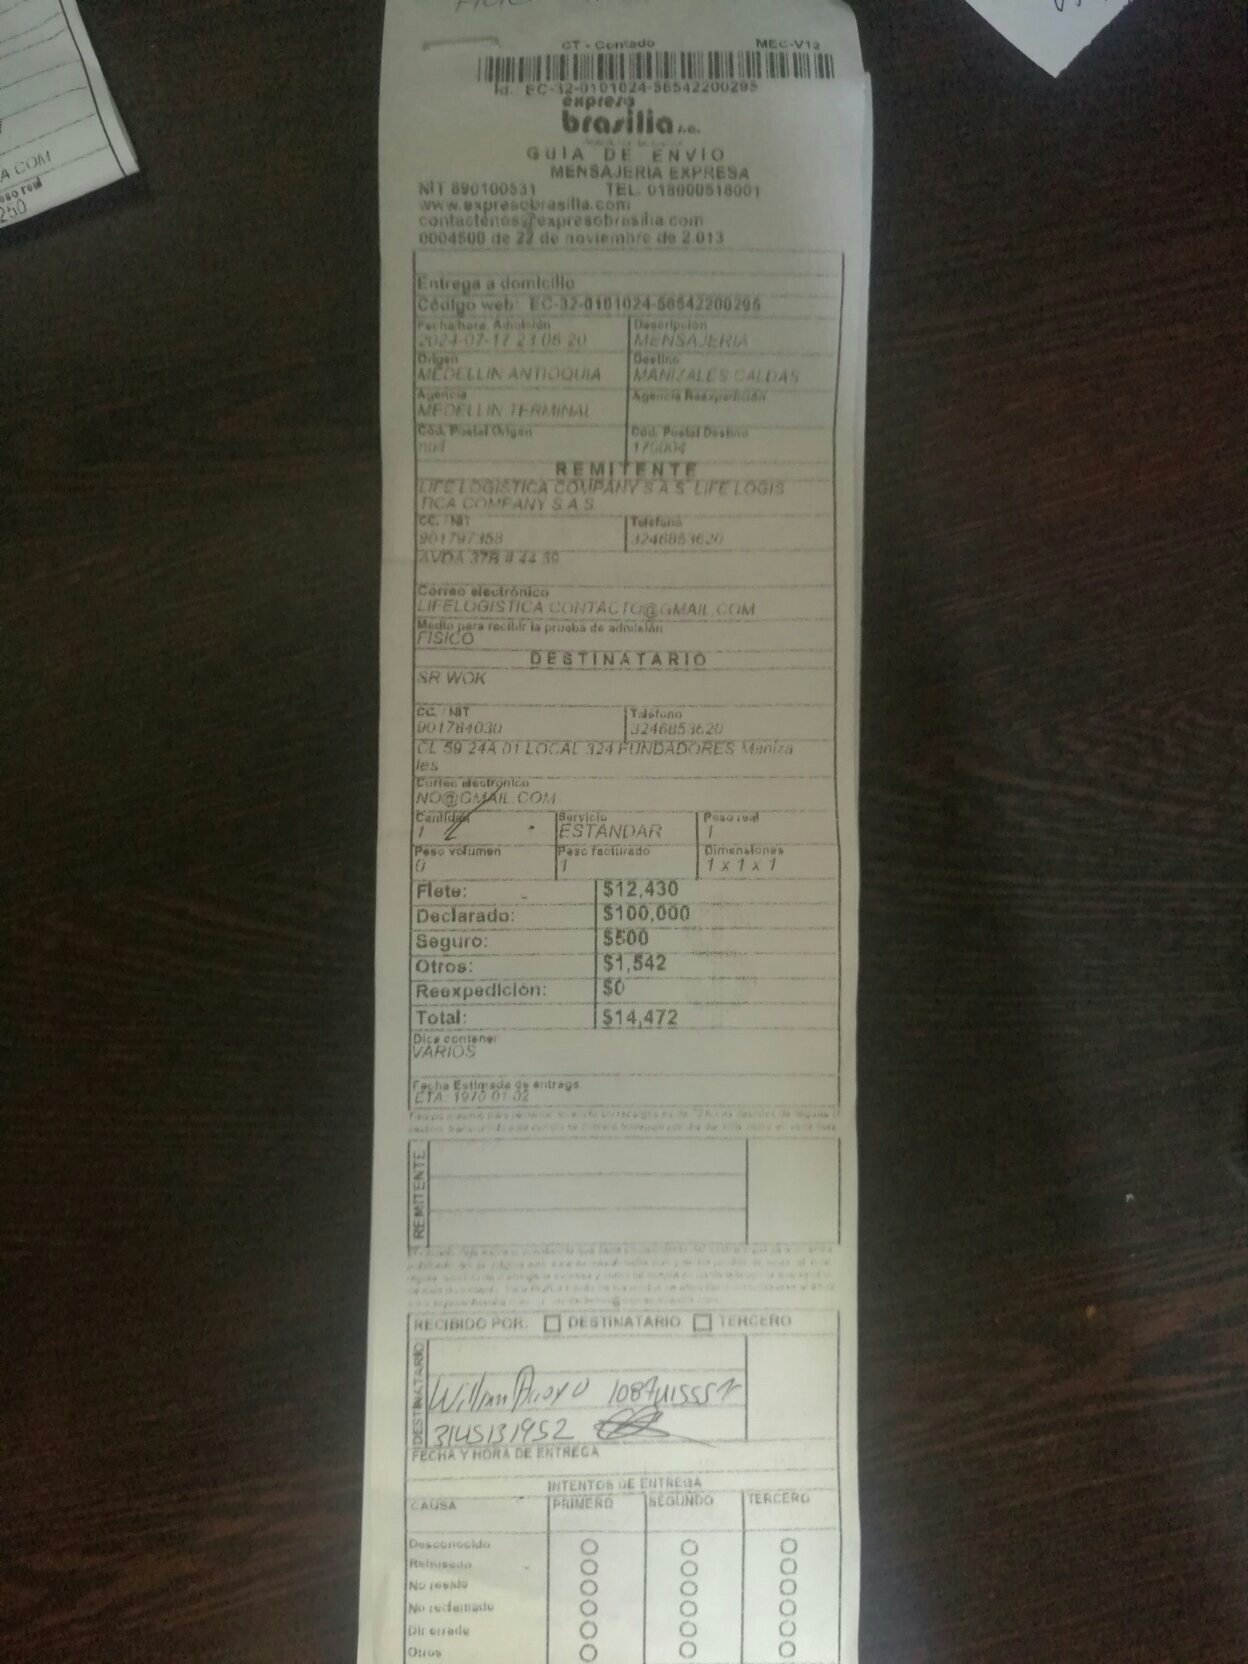 CT - Contado MEC-V12
Id.: EC-32-0101024-56542200295
expreso
brasilia s.a.
GUIA DE ENVIO
MENSAJERIA EXPRESA
NIT 890100531 TEL. 018000518001
www.expresobrasilia.com
contactenos@expresobrasilia.com
0004500 de 22 de noviembre de 2.013
Entrega a domicilio
Código web: EC-32-0101024-56542200295
Fecha/hora. Admisión Descripción
2024-07-17 23:06:20 MENSAJERIA
Origen Destino
MEDELLIN ANTIOQUIA MANIZALES CALDAS
Agencia Agencia Reexpedición
MEDELLIN TERMINAL
Cód. Postal Origen Cód. Postal Destino
null 170004
REMITENTE
LIFE LOGISTICA COMPANY S A S LIFE LOGIS
TICA COMPANY S A S
CC. / NIT Teléfono
901797358 3246853620
AVDA 37B # 44 59
Correo electrónico
LIFELOGISTICA.CONTACTO@GMAIL.COM
Medio para recibir la prueba de admisión
FISICO
DESTINATARIO
SR WOK
CC. / NIT Teléfono
901784030 3246853620
CL 59 24A 01 LOCAL 324 FUNDADORES Maniza
les
Correo electronico
NO@GMAIL.COM
Cantidad Servicio Peso real
1 ESTANDAR 1
Peso volumen Peso facturado Dimensiones
0 1 1 x 1 x 1
Flete: $12,430
Declarado: $100,000
Seguro: $500
Otros: $1,542
Reexpedición: $0
Total: $14,472
Dice contener
VARIOS
Fecha Estimada de entrega
ETA: 1970-01-02
REMITENTE
RECIBIDO POR: DESTINATARIO TERCERO
DESTINATARIO
3145131952
FECHA Y HORA DE ENTREGA
INTENTOS DE ENTREGA
CAUSA PRIMERO SEGUNDO TERCERO
Desconocido
Rehusado
No reside
No reclamado
Dir errada
Otros
A COM
peso real
250